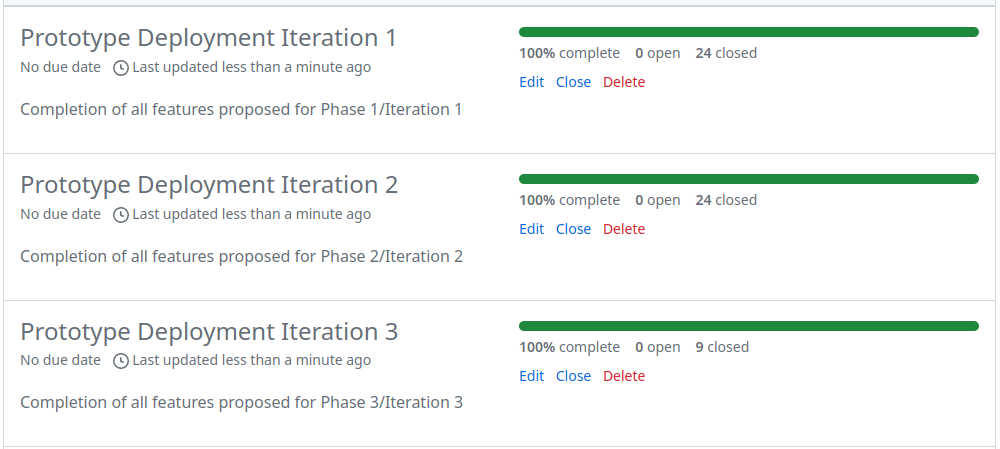 Prototype Deployment Iteration 1
No due date Last updated less than a minute ago
Completion of all features proposed for Phase 1/Iteration 1
100% complete 0 open 24 closed
Edit Close Delete
Prototype Deployment Iteration 2
No due date Last updated less than a minute ago
Completion of all features proposed for Phase 2/Iteration 2
100% complete 0 open 24 closed
Edit Close Delete
Prototype Deployment Iteration 3
No due date Last updated less than a minute ago
Completion of all features proposed for Phase 3/Iteration 3
100% complete 0 open 9 closed
Edit Close Delete